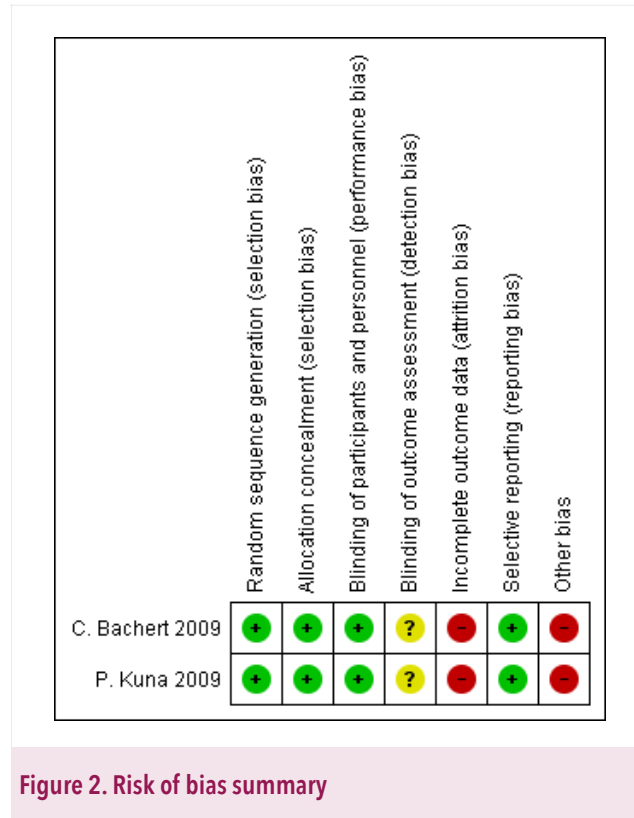 Random sequence generation (selection bias)
Allocation concealment (selection bias)
Blinding of participants and personnel (performance bias)
Blinding of outcome assessment (detection bias)
Incomplete outcome data (attrition bias)
Selective reporting (reporting bias)
Other bias
C. Bachert 2009 + + + ? - + -
P. Kuna 2009 + + + ? - + -
Figure 2. Risk of bias summary